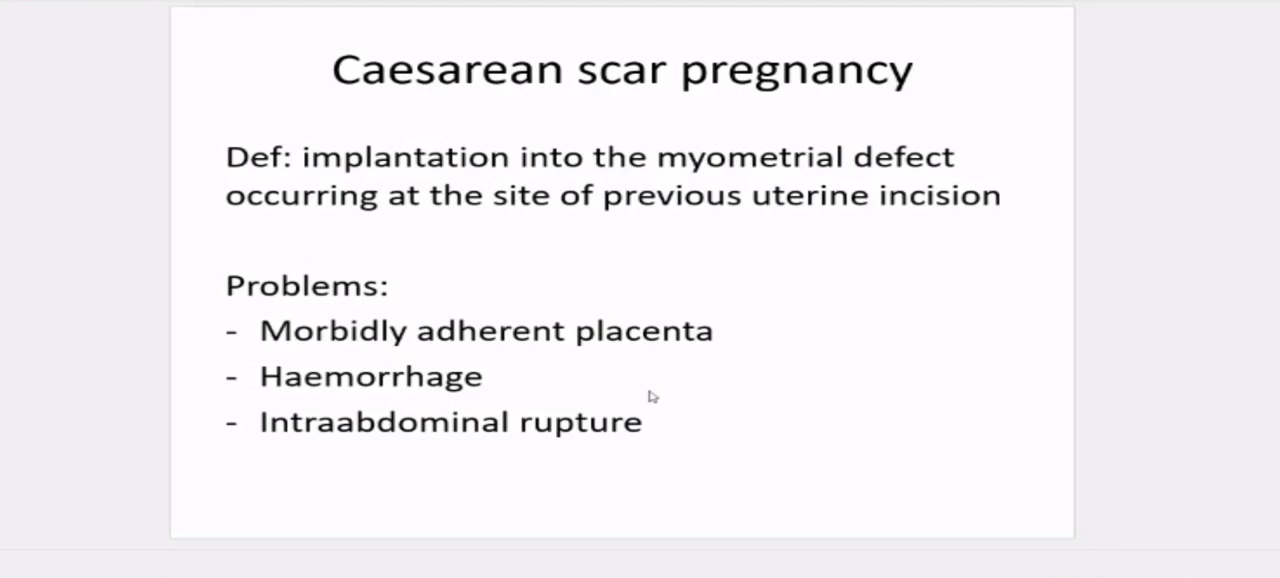 Caesarean scar pregnancy
Def: implantation into the myometrial defect
occurring at the site of previous uterine incision
Problems:
- Morbidly adherent placenta
- Haemorrhage
- Intraabdominal rupture